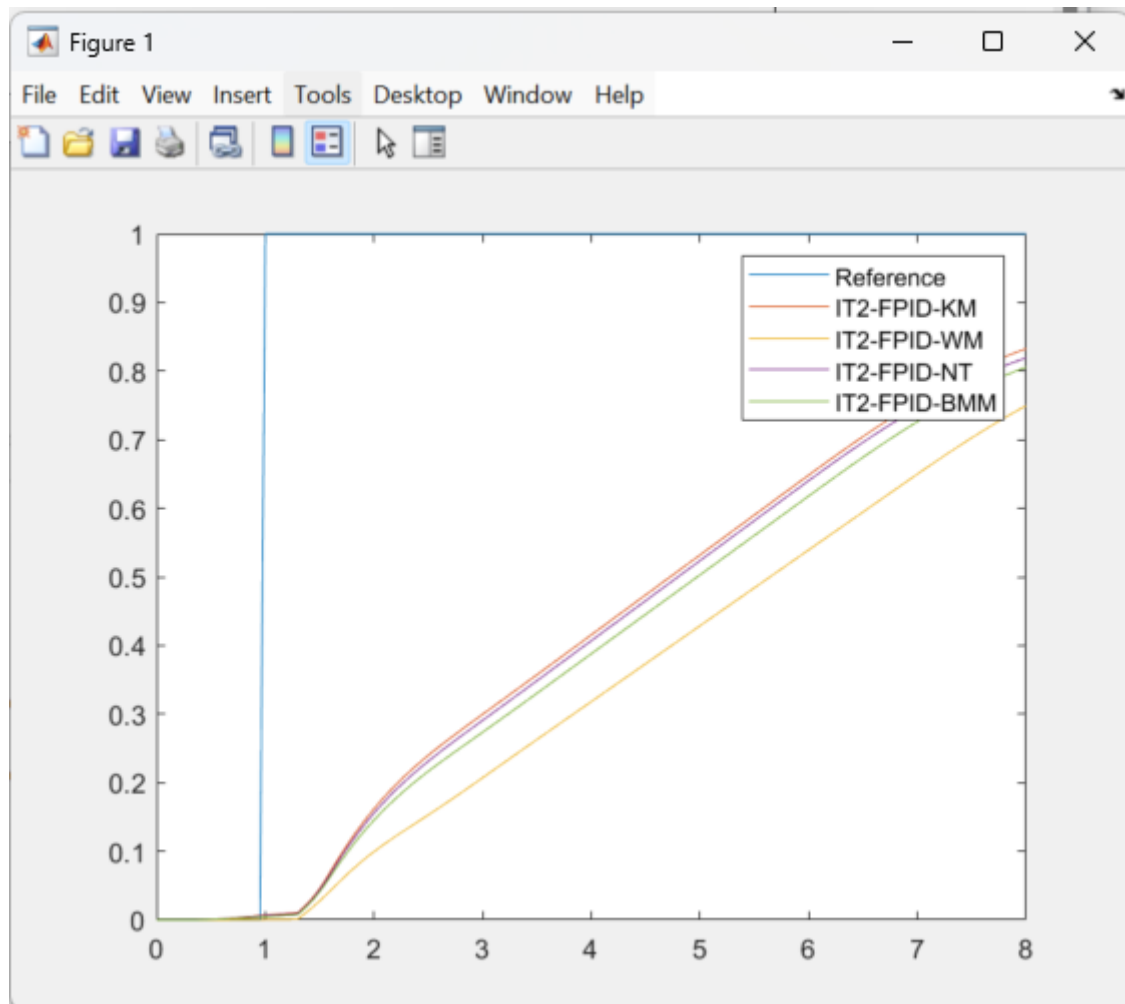 Figure 1
File Edit View Insert Tools Desktop Window Help
1
0.9
0.8
0.7
0.6
0.5
0.4
0.3
0.2
0.1
0
0 1 2 3 4 5 6 7 8
Reference
IT2-FPID-KM
IT2-FPID-WM
IT2-FPID-NT
IT2-FPID-BMM